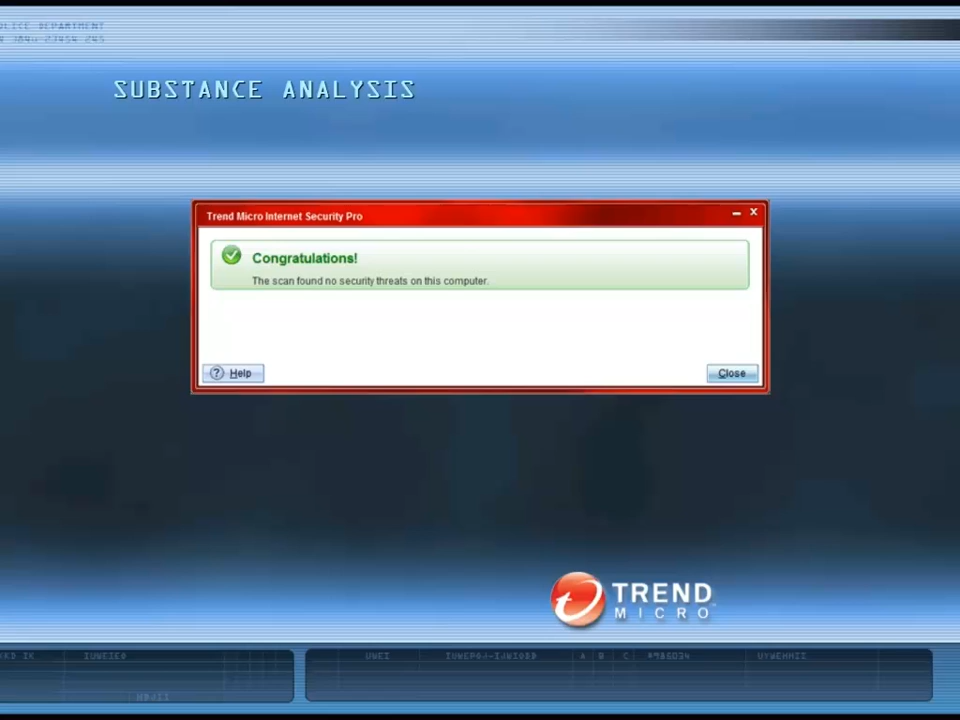 SUBSTANCE ANALYSIS
Trend Micro Internet Security Pro
Congratulations!
The scan found no security threats on this computer.
Help
Close
TREND
MICRO